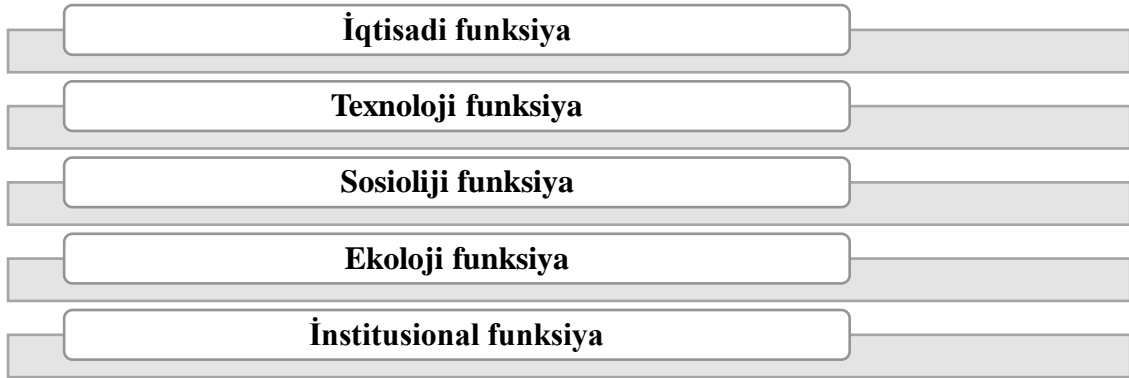 İqtisadi funksiya
Texnoloji funksiya
Sosioliji funksiya
Ekoloji funksiya
İnstitusional funksiya